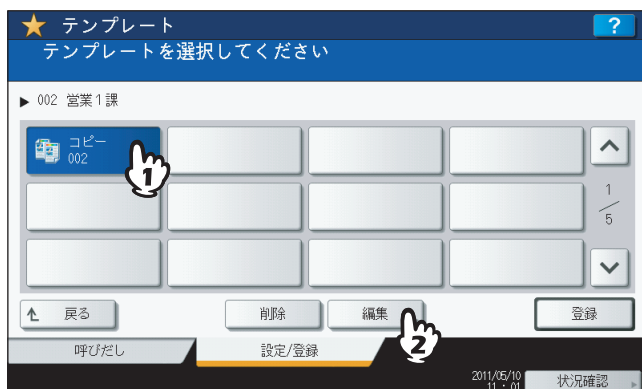 テンプレート
?
テンプレートを選択してください
▶ 002 営業1課
コピー
002
1
1
/
5
戻る
削除
編集
登録
2
呼びだし
設定/登録
2011/05/10
11 : 01
状況確認